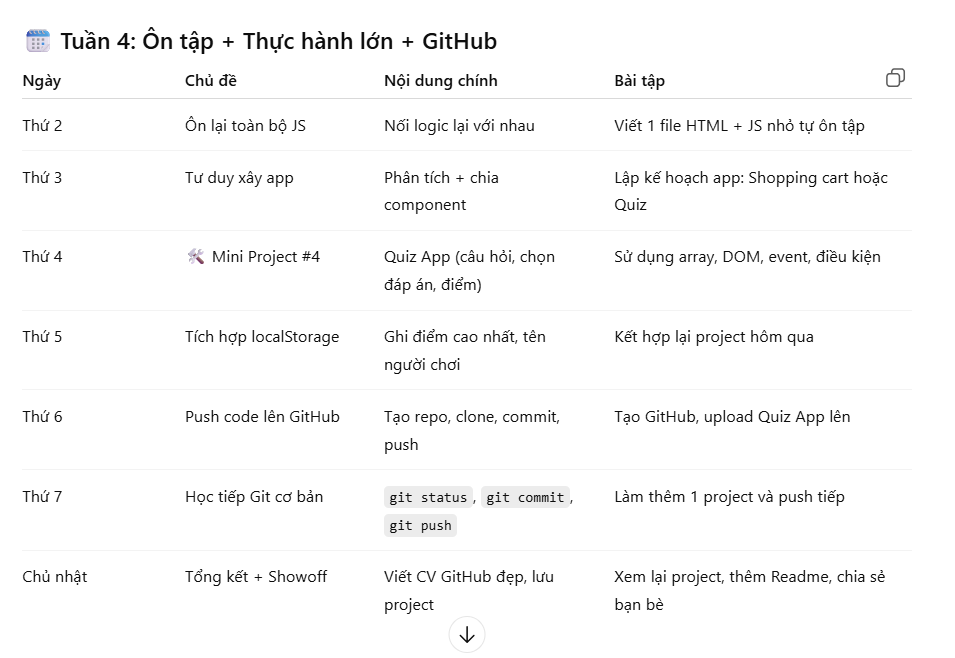 Tuần 4: Ôn tập + Thực hành lớn + GitHub
Ngày Chủ đề Nội dung chính Bài tập
Thứ 2 Ôn lại toàn bộ JS Nối logic lại với nhau Viết 1 file HTML + JS nhỏ tự ôn tập
Thứ 3 Tư duy xây app Phân tích + chia component Lập kế hoạch app: Shopping cart hoặc Quiz
Thứ 4 🛠️ Mini Project #4 Quiz App (câu hỏi, chọn đáp án, điểm) Sử dụng array, DOM, event, điều kiện
Thứ 5 Tích hợp localStorage Ghi điểm cao nhất, tên người chơi Kết hợp lại project hôm qua
Thứ 6 Push code lên GitHub Tạo repo, clone, commit, push Tạo GitHub, upload Quiz App lên
Thứ 7 Học tiếp Git cơ bản git status, git commit, git push Làm thêm 1 project và push tiếp
Chủ nhật Tổng kết + Showoff Viết CV GitHub đẹp, lưu project Xem lại project, thêm Readme, chia sẻ bạn bè